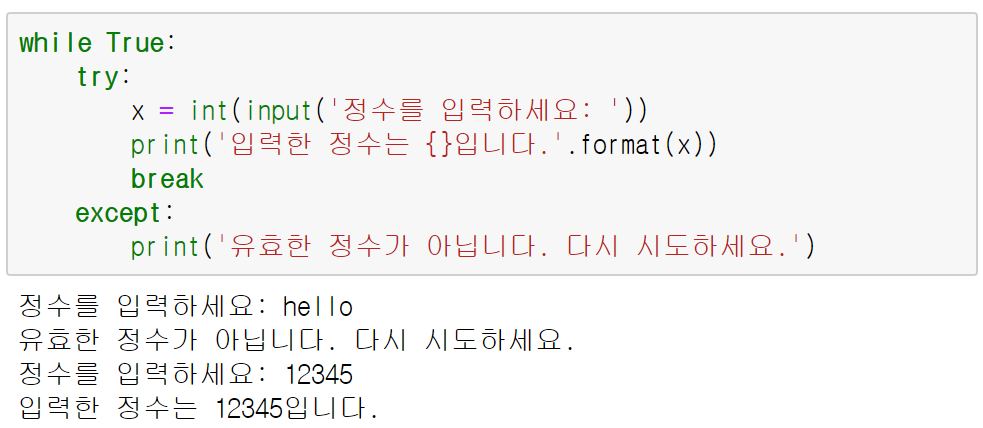 while True:
    try:
        x = int(input('정수를 입력하세요: '))
        print('입력한 정수는 {}입니다.'.format(x))
        break
    except:
        print('유효한 정수가 아닙니다. 다시 시도하세요.')
정수를 입력하세요: hello
유효한 정수가 아닙니다. 다시 시도하세요.
정수를 입력하세요: 12345
입력한 정수는 12345입니다.